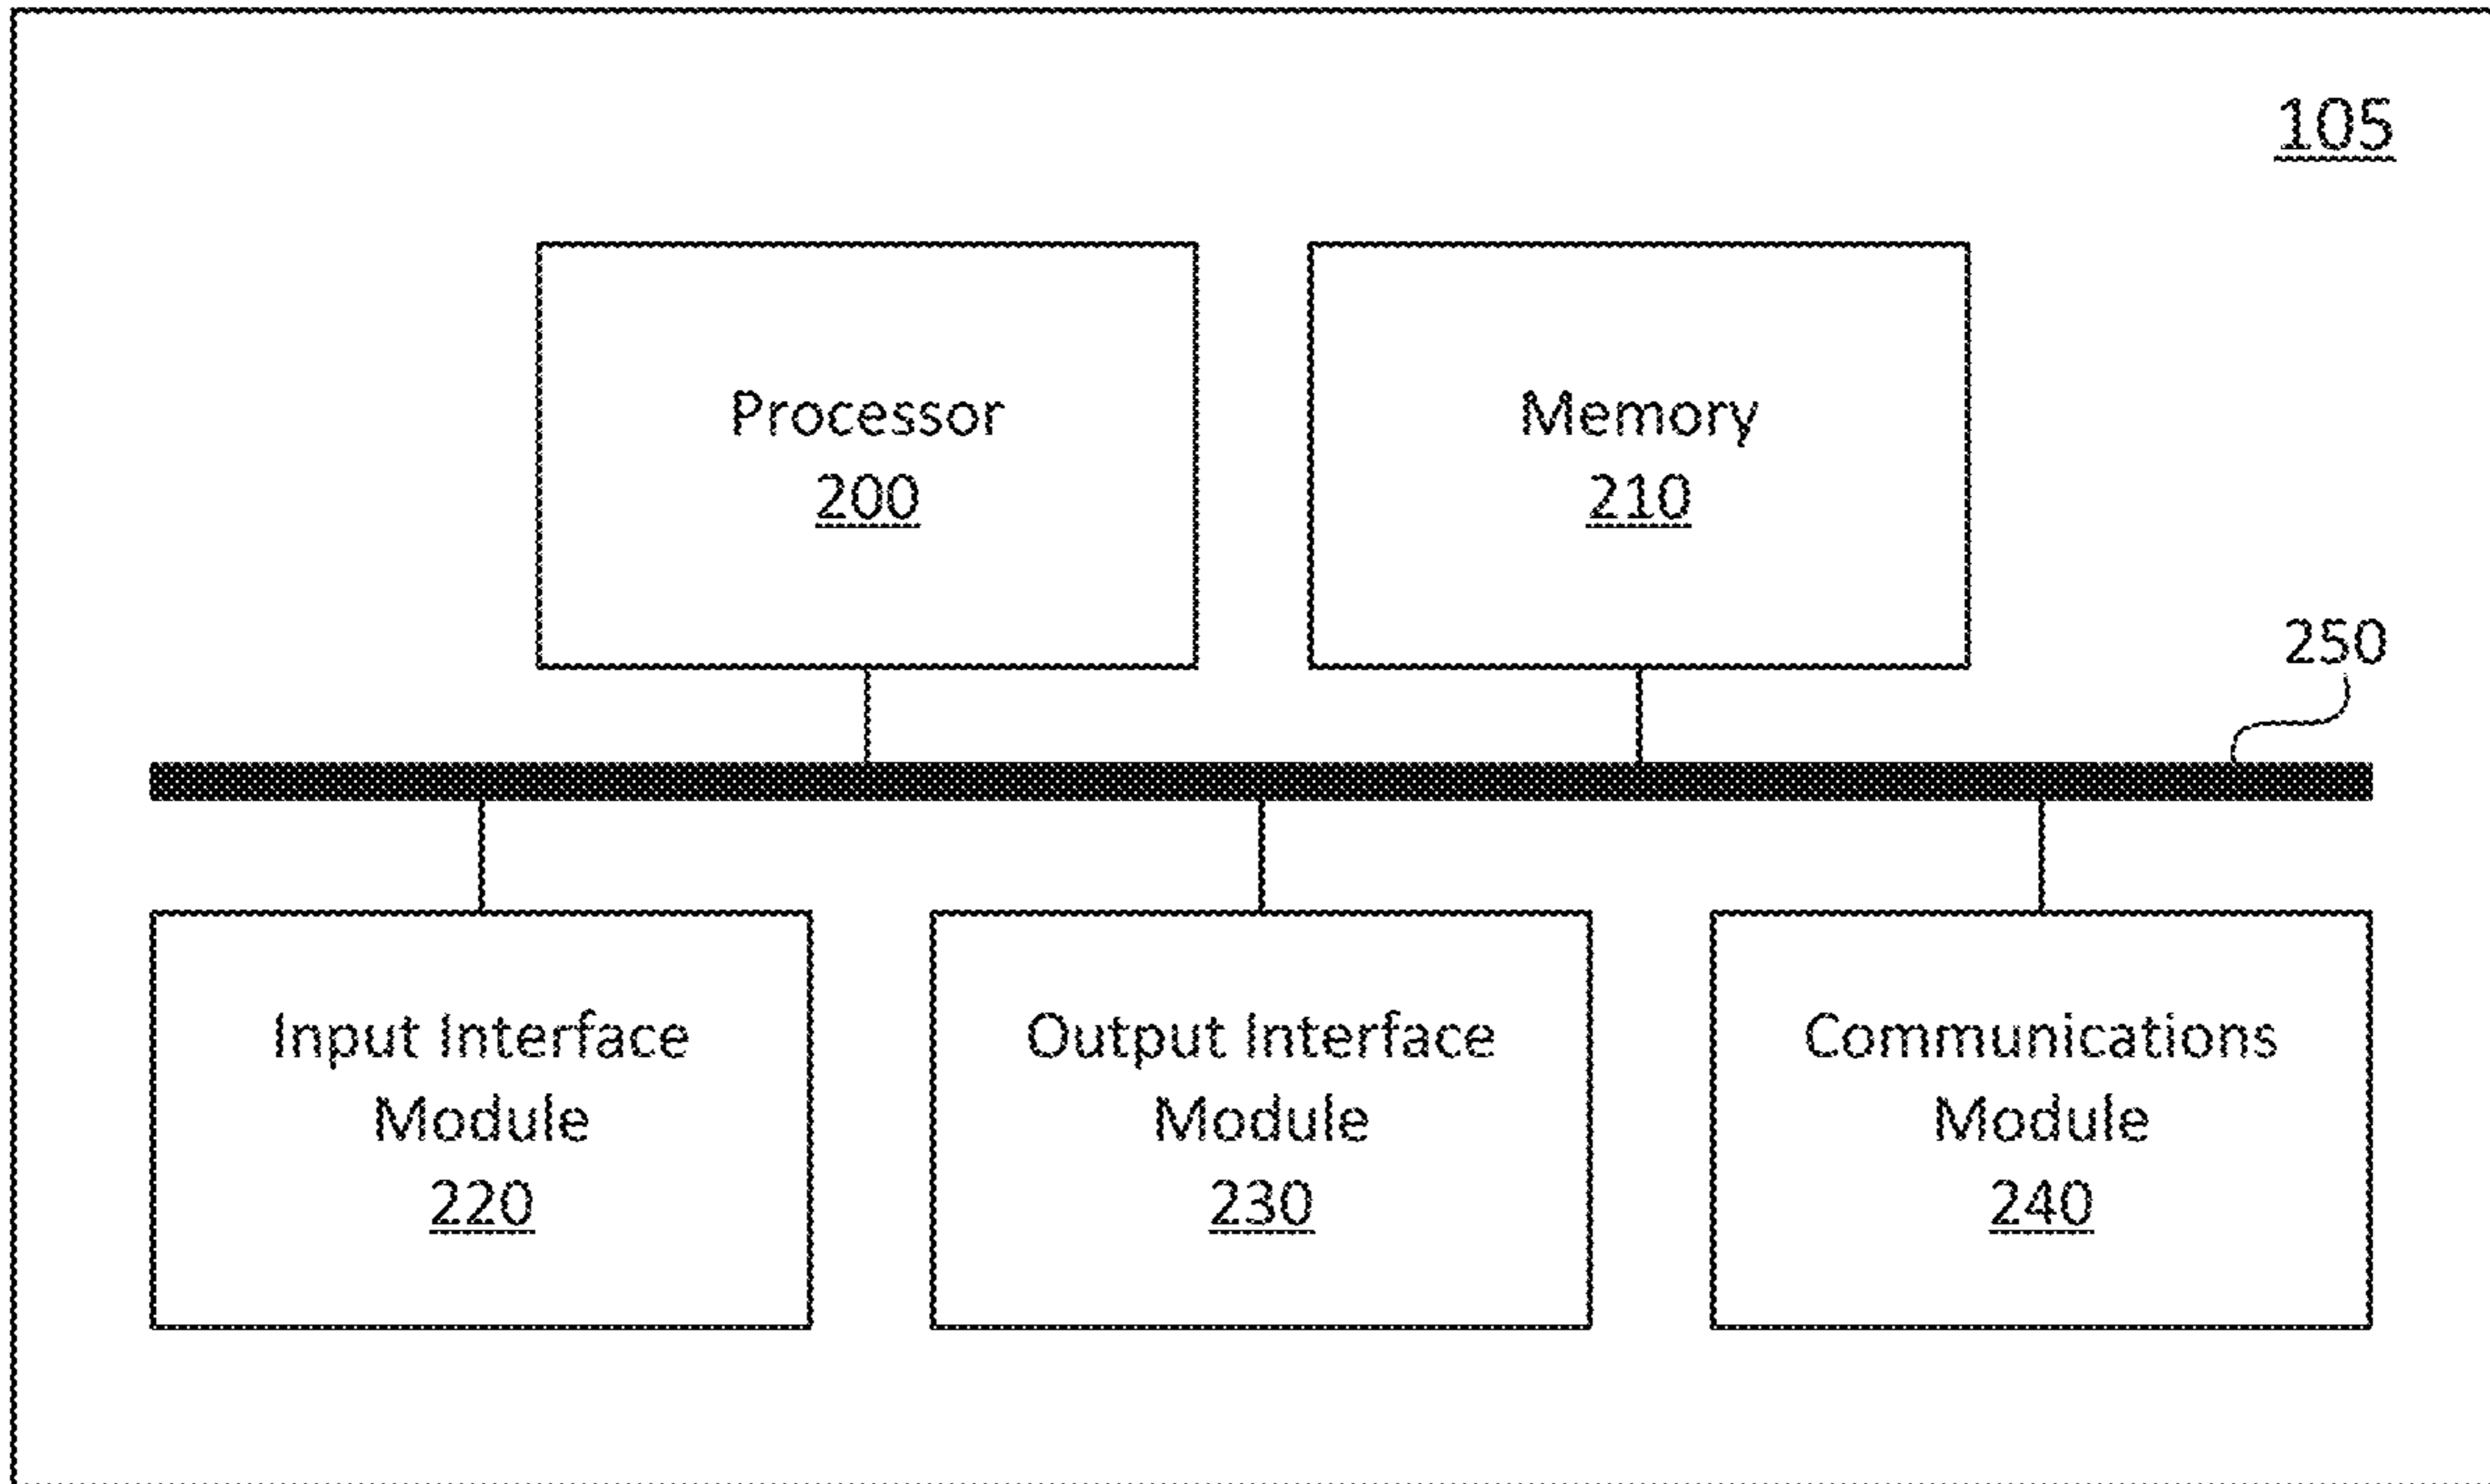 105
Processor
200
Memory
210
250
Input Interface
Module
220
Output Interface
Module
230
Communications
Module
240